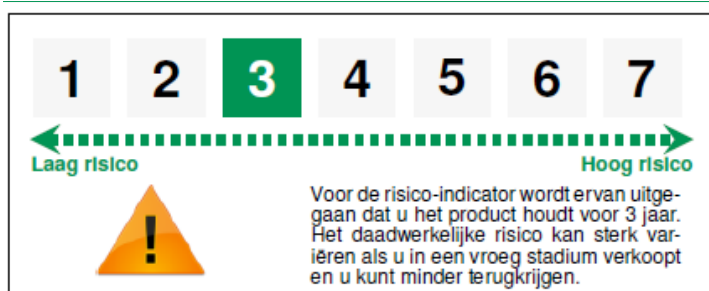 1 2 3 4 5 6 7
Laag risico Hoog risico
!
Voor de risico-indicator wordt ervan uitge-
gaan dat u het product houdt voor 3 jaar.
Het daadwerkelijke risico kan sterk var-
iëren als u in een vroeg stadium verkoopt
en u kunt minder terugkrijgen.